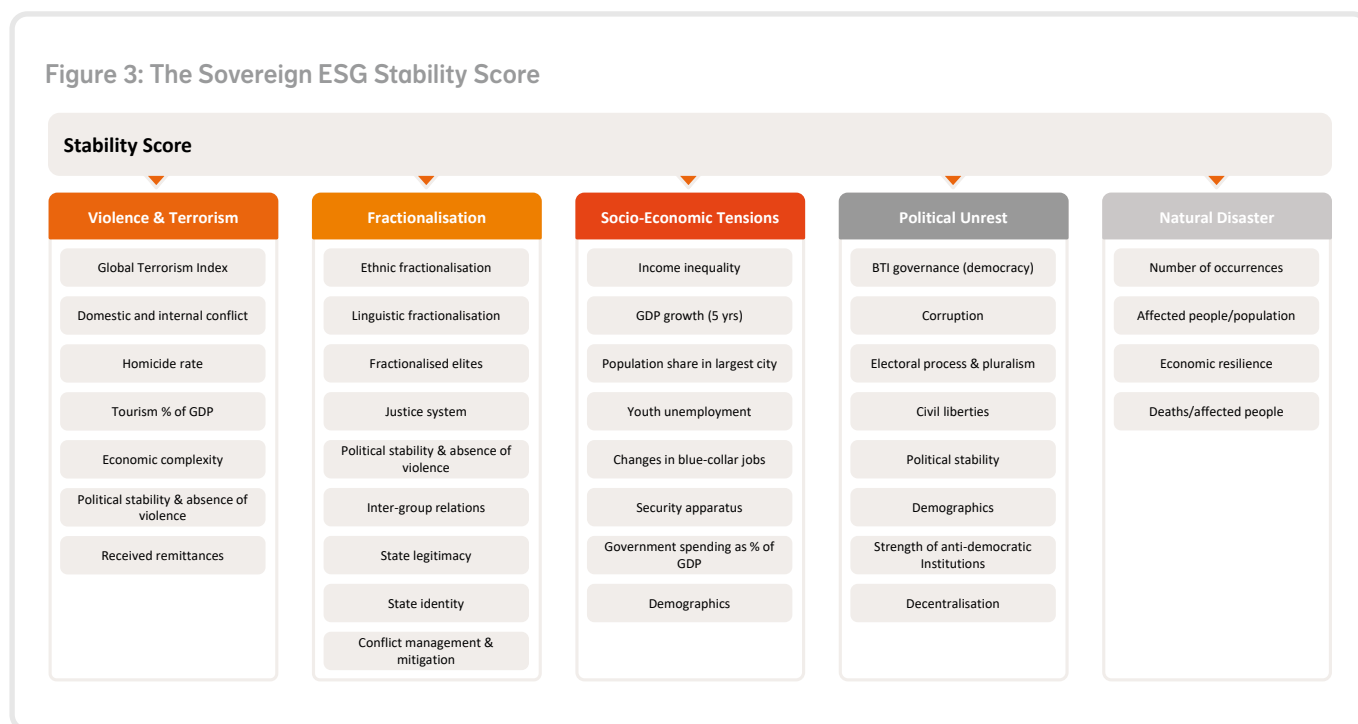 Figure 3: The Sovereign ESG Stability Score
Stability Score
Violence & Terrorism
Global Terrorism Index
Domestic and internal conflict
Homicide rate
Tourism % of GDP
Economic complexity
Political stability & absence of
violence
Received remittances
Fractionalisation
Ethnic fractionalisation
Linguistic fractionalisation
Fractionalised elites
Justice system
Political stability & absence of
violence
Inter-group relations
State legitimacy
State identity
Conflict management &
mitigation
Socio-Economic Tensions
Income inequality
GDP growth (5 yrs)
Population share in largest city
Youth unemployment
Changes in blue-collar jobs
Security apparatus
Government spending as % of
GDP
Demographics
Political Unrest
BTI governance (democracy)
Corruption
Electoral process & pluralism
Civil liberties
Political stability
Demographics
Strength of anti-democratic
Institutions
Decentralisation
Natural Disaster
Number of occurrences
Affected people/population
Economic resilience
Deaths/affected people